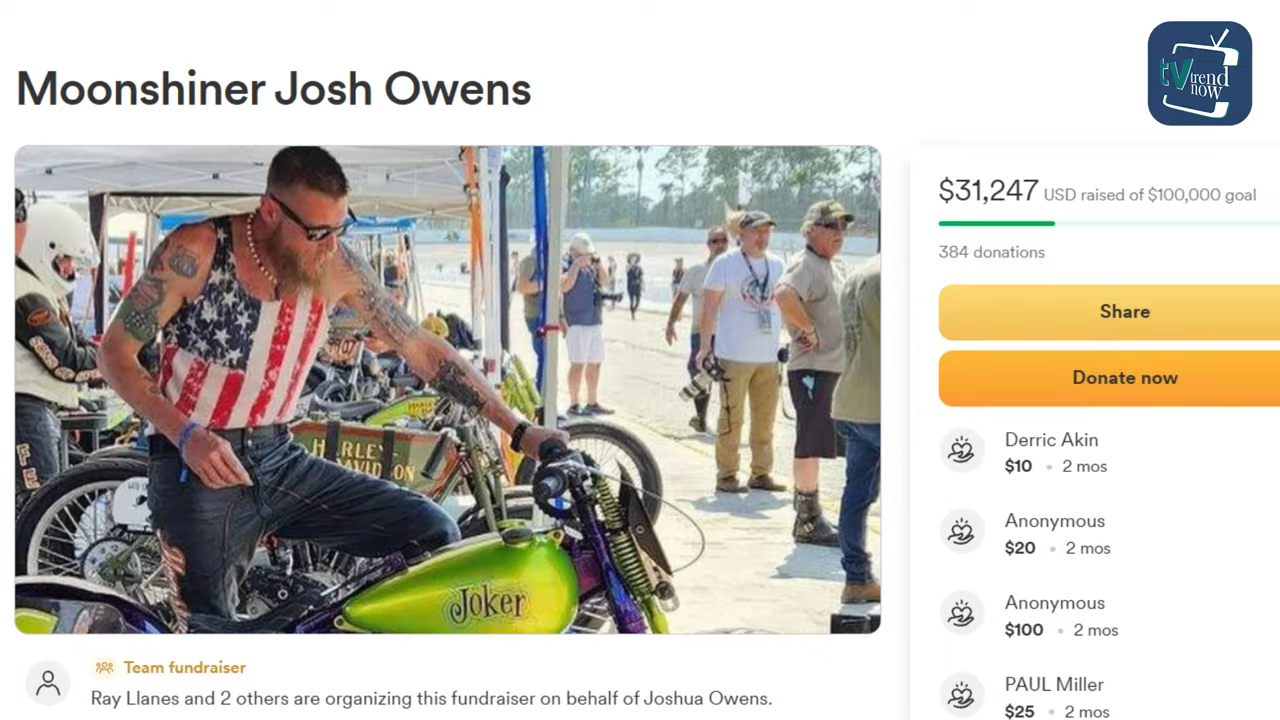 Moonshiner Josh Owens
tv trend
now
HARLEY-
DAVIDSON
Joker
$31,247 USD raised of $100,000 goal
384 donations
Share
Donate now
Derric Akin
$10 • 2 mos
Anonymous
$20 • 2 mos
Anonymous
$100 • 2 mos
PAUL Miller
$25 • 2 mos
Team fundraiser
Ray Llanes and 2 others are organizing this fundraiser on behalf of Joshua Owens.